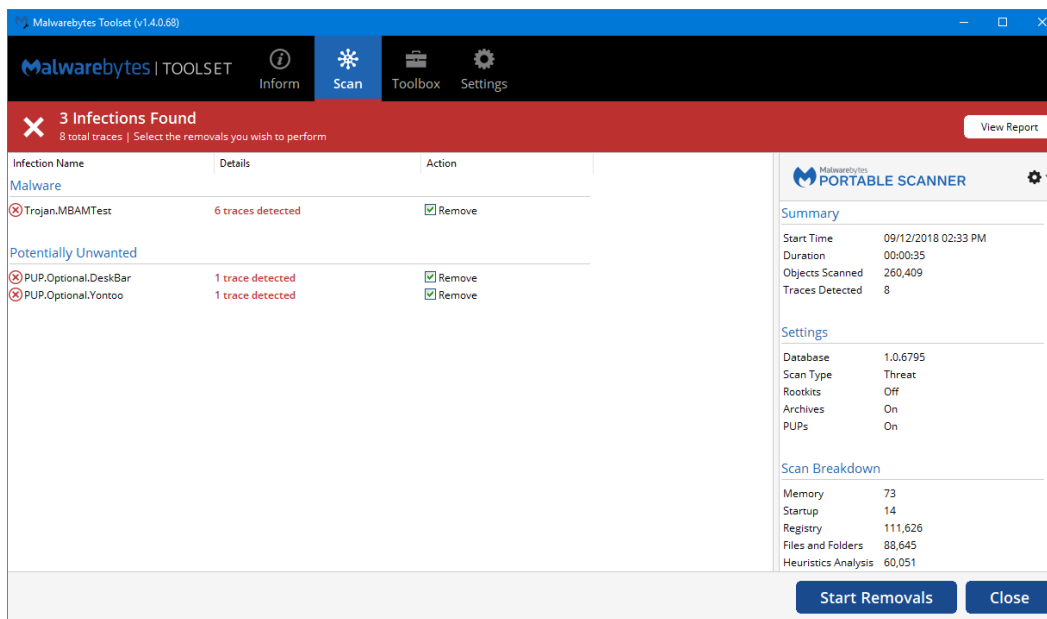 Malwarebytes Toolset (v1.4.0.68)
Malwarebytes | TOOLSET
Inform
Scan
Toolbox
Settings
3 Infections Found
8 total traces | Select the removals you wish to perform
View Report
Infection Name Details Action
Malware
Trojan.MBAMTest 6 traces detected Remove
Potentially Unwanted
PUP.Optional.DeskBar 1 trace detected Remove
PUP.Optional.Yontoo 1 trace detected Remove
Malwarebytes
PORTABLE SCANNER
Summary
Start Time 09/12/2018 02:33 PM
Duration 00:00:35
Objects Scanned 260,409
Traces Detected 8
Settings
Database 1.0.6795
Scan Type Threat
Rootkits Off
Archives On
PUPs On
Scan Breakdown
Memory 73
Startup 14
Registry 111,626
Files and Folders 88,645
Heuristics Analysis 60,051
Start Removals
Close